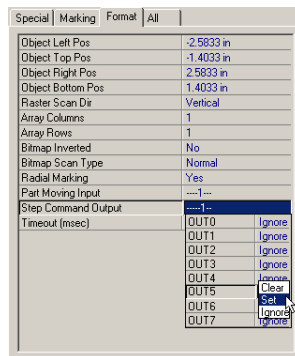 Special Marking Format All
Object Left Pos -2.5833 in
Object Top Pos -1.4033 in
Object Right Pos 2.5833 in
Object Bottom Pos 1.4033 in
Raster Scan Dir Vertical
Array Columns 1
Array Rows 1
Bitmap Inverted No
Bitmap Scan Type Normal
Radial Marking Yes
Part Moving Input ----1---
Step Command Output -----1--
Timeout (msec) OUT0 Ignore
OUT1 Ignore
OUT2 Ignore
OUT3 Ignore
OUT4 Ignore
OUT5 Clear
OUT6 Set
OUT7 Ignore